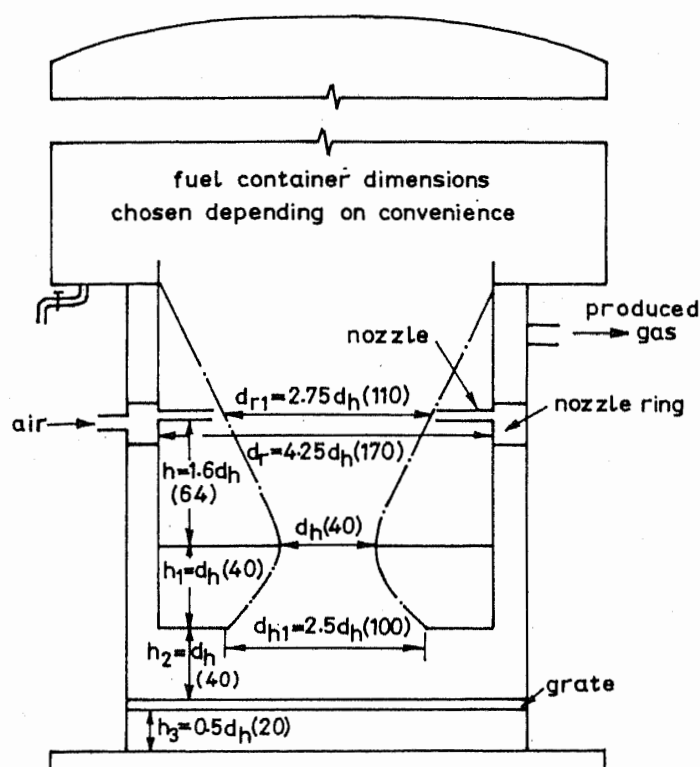 fuel container dimensions
chosen depending on convenience
produced
gas
nozzle
d_r1=2.75d_h(110)
nozzle ring
air
d_r=4.25d_h(170)
h=1.6d_h
(64)
d_h(40)
h_1=d_h(40)
d_h1=2.5d_h(100)
h_2=d_h
(40)
grate
h_3=0.5d_h(20)